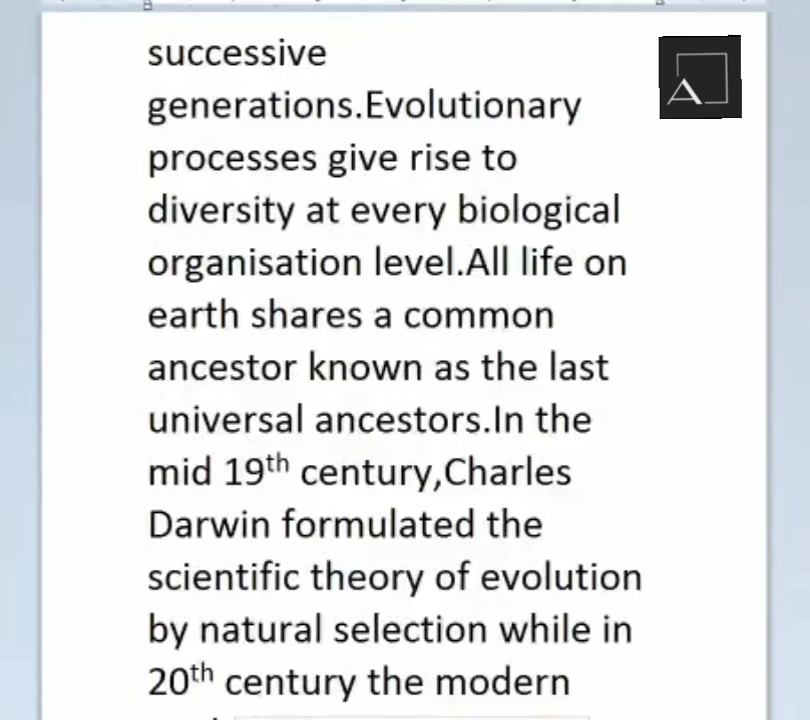 successive
generations.Evolutionary
processes give rise to
diversity at every biological
organisation level.All life on
earth shares a common
ancestor known as the last
universal ancestors.In the
mid 19th century,Charles
Darwin formulated the
scientific theory of evolution
by natural selection while in
20th century the modern